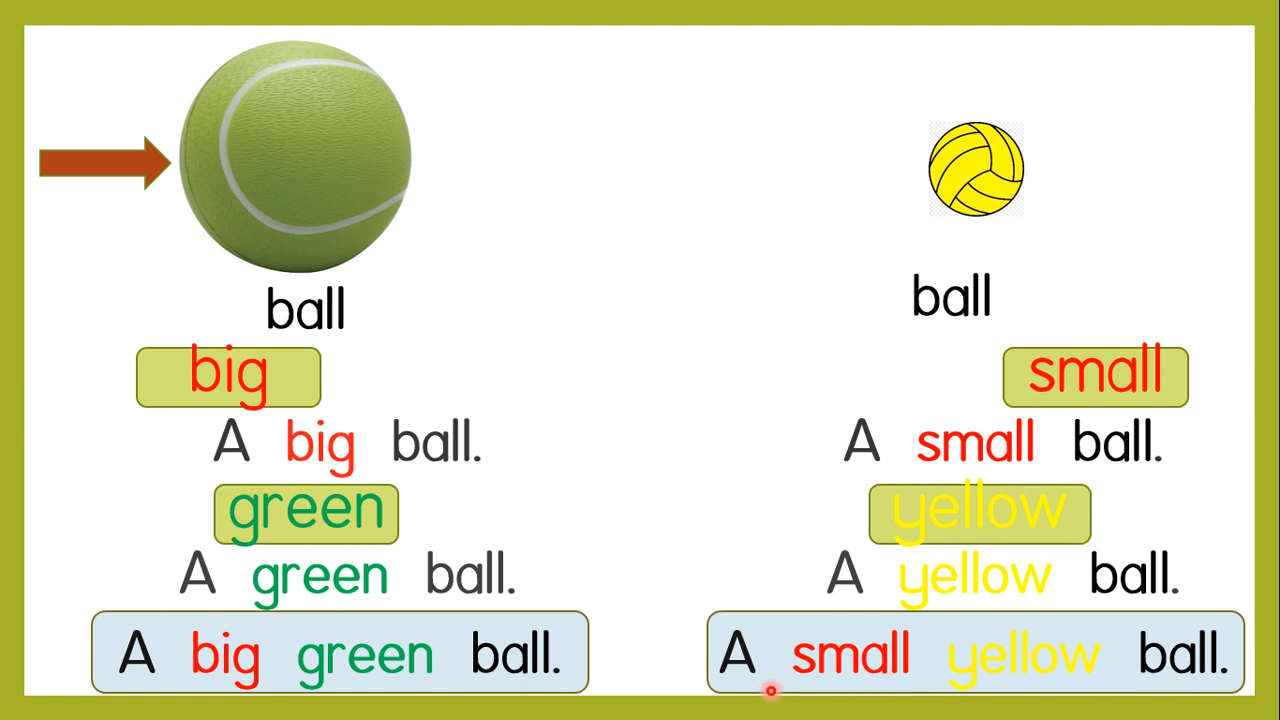 ball
big
A big ball.
green
A green ball.
A big green ball.
ball
small
A small ball.
yellow
A yellow ball.
A small yellow ball.